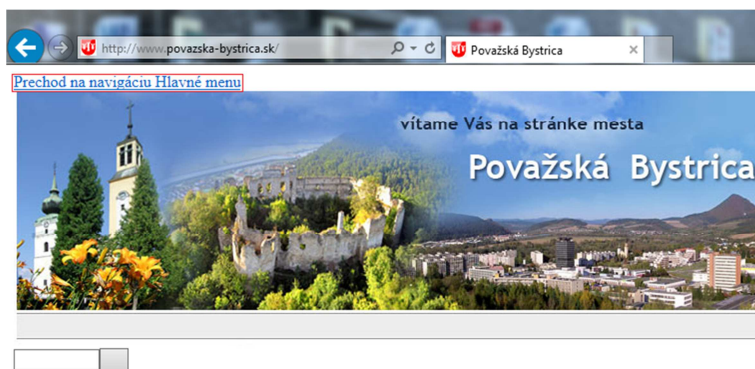 http://www.povazska-bystrica.sk/
Považská Bystrica
Prechod na navigáciu Hlavné menu
vítame Vás na stránke mesta
Považská Bystrica